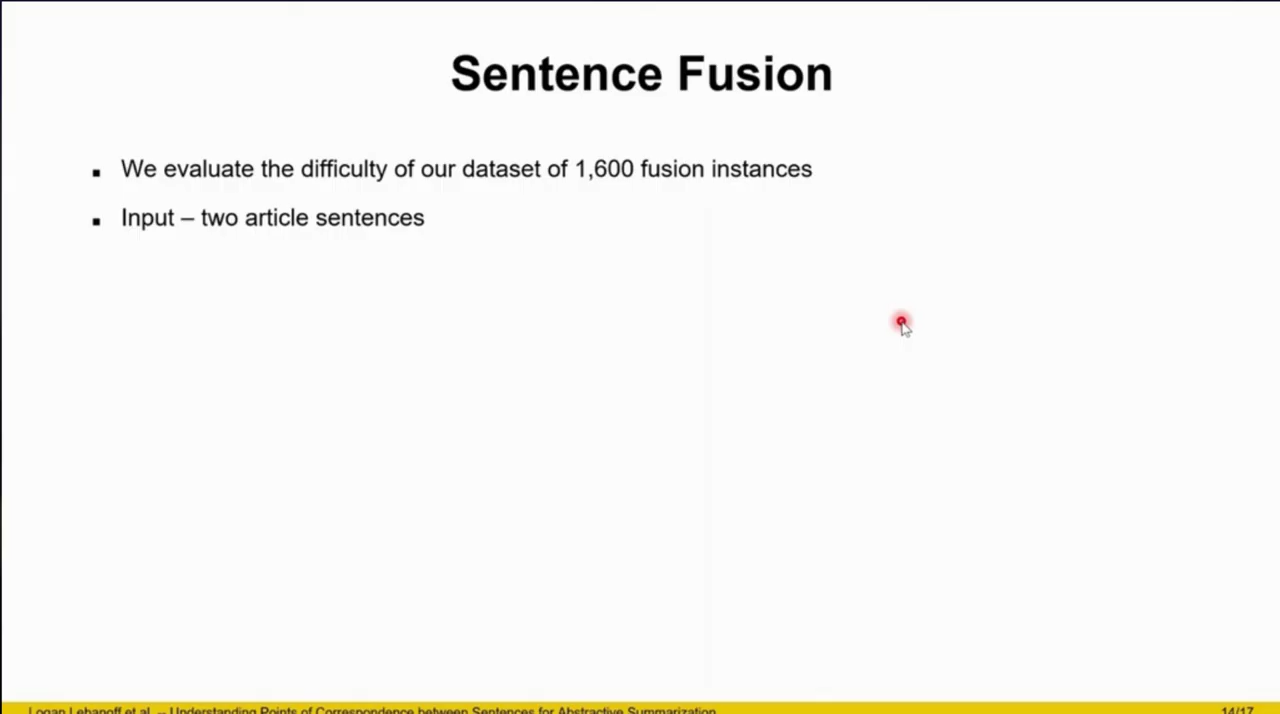 Sentence Fusion
▪ We evaluate the difficulty of our dataset of 1,600 fusion instances
▪ Input – two article sentences
Logan Lebanoff et al. -- Understanding Points of Correspondence between Sentences for Abstractive Summarization 14/17